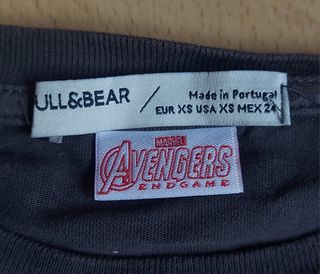 ULL&BEAR / Made in Portugal
EUR XS USA XS MEX 24
MARVEL
AVENGERS
ENDGAME